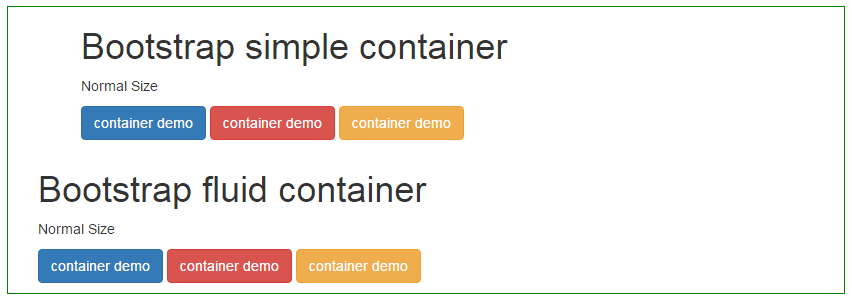 Bootstrap simple container
Normal Size
container demo container demo container demo
Bootstrap fluid container
Normal Size
container demo container demo container demo